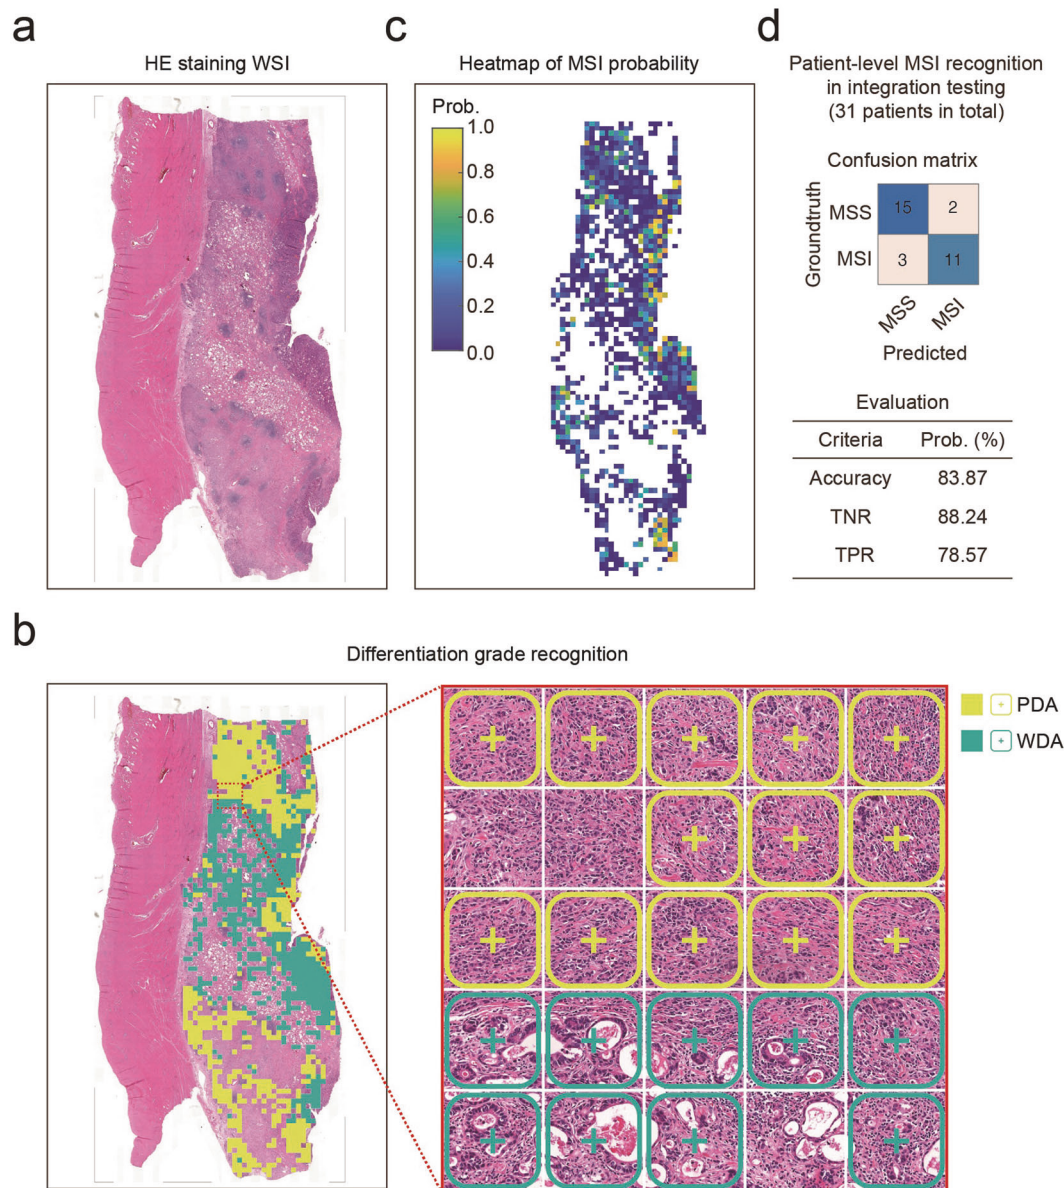 a
HE staining WSI
c
Heatmap of MSI probability
Prob.
1.0
0.8
0.6
0.4
0.2
0.0
d
Patient-level MSI recognition
in integration testing
(31 patients in total)
Confusion matrix
Groundtruth
MSS 15 2
MSI 3 11
MSS MSI
Predicted
Evaluation
Criteria Prob. (%)
Accuracy 83.87
TNR 88.24
TPR 78.57
b
Differentiation grade recognition
PDA
WDA